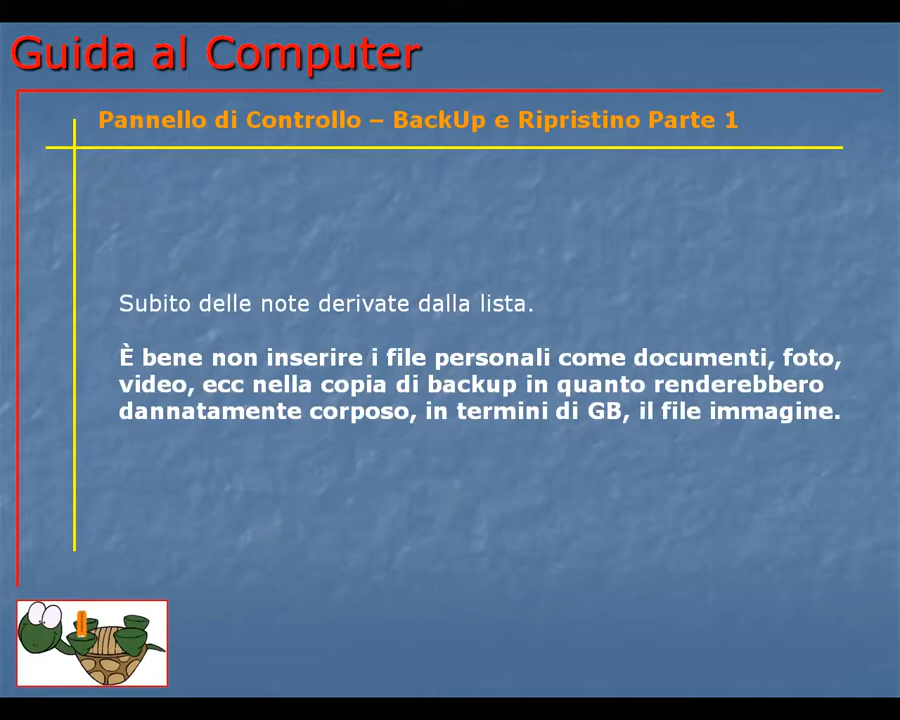 Guida al Computer
Pannello di Controllo – BackUp e Ripristino Parte 1
Subito delle note derivate dalla lista.
È bene non inserire i file personali come documenti, foto,
video, ecc nella copia di backup in quanto renderebbero
dannatamente corposo, in termini di GB, il file immagine.